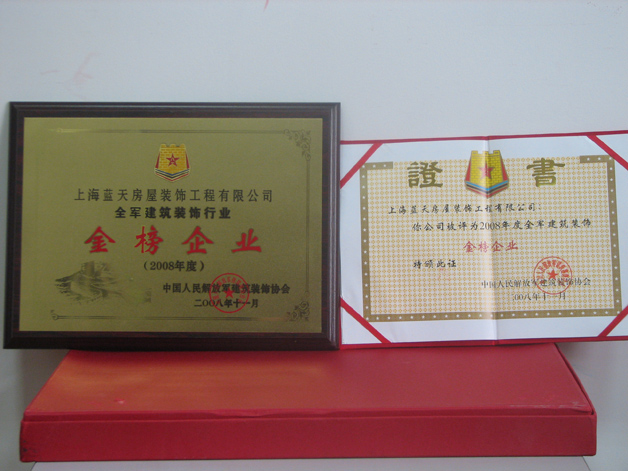 上海蓝天房屋装饰工程有限公司
全军建筑装饰行业
金榜企业
(2008年度)
中国人民解放军建筑装饰协会
二〇〇八年十一月
證書
上海蓝天房屋装饰工程有限公司:
你公司被评为2008年度全军建筑装饰
金榜企业
特颁此证
中国人民解放军建筑装饰协会
〇〇八年十一月